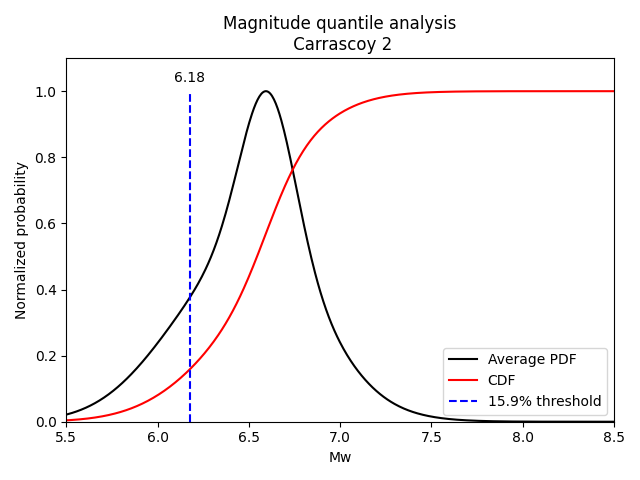 Magnitude quantile analysis
Carrascoy 2
6.18
1.0
0.8
0.6
0.4
0.2
0.0
Normalized probability
Average PDF
CDF
15.9% threshold
5.5 6.0 6.5 7.0 7.5 8.0 8.5
Mw